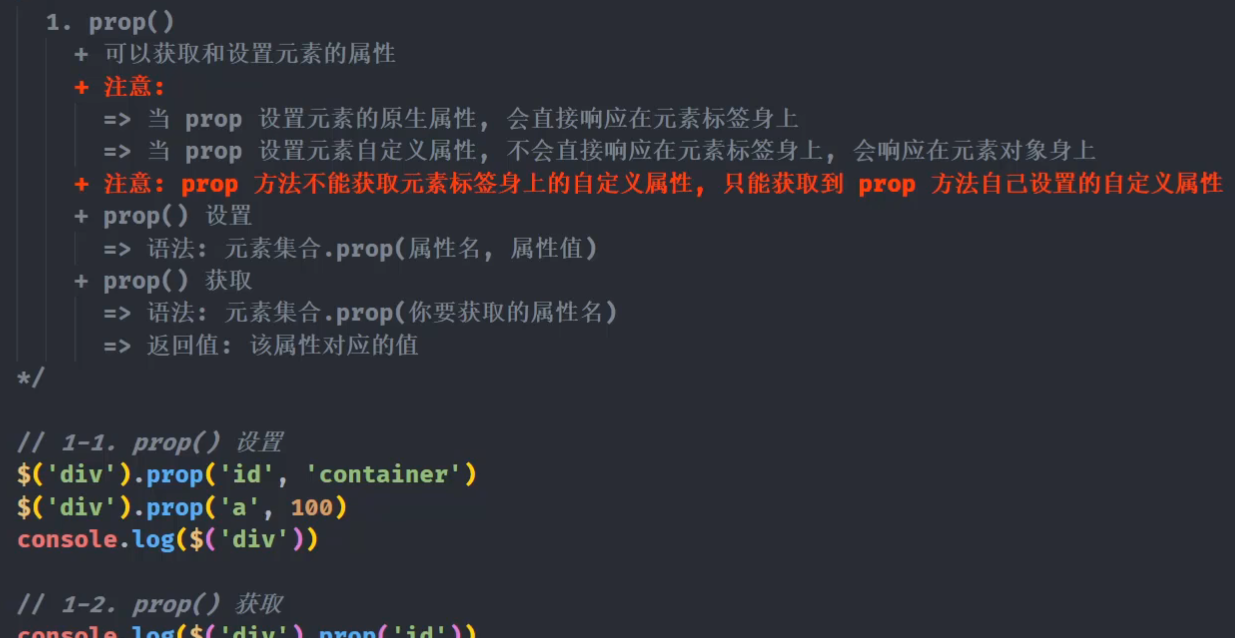 1. prop()
+ 可以获取和设置元素的属性
+ 注意:
=> 当 prop 设置元素的原生属性, 会直接响应在元素标签身上
=> 当 prop 设置元素自定义属性, 不会直接响应在元素标签身上, 会响应在元素对象身上
+ 注意: prop 方法不能获取元素标签身上的自定义属性, 只能获取到 prop 方法自己设置的自定义属性
+ prop() 设置
=> 语法: 元素集合.prop(属性名, 属性值)
+ prop() 获取
=> 语法: 元素集合.prop(你要获取的属性名)
=> 返回值: 该属性对应的值
*/
// 1-1. prop() 设置
$('div').prop('id', 'container')
$('div').prop('a', 100)
console.log($('div'))
// 1-2. prop() 获取
console.log($('div').prop('id'))